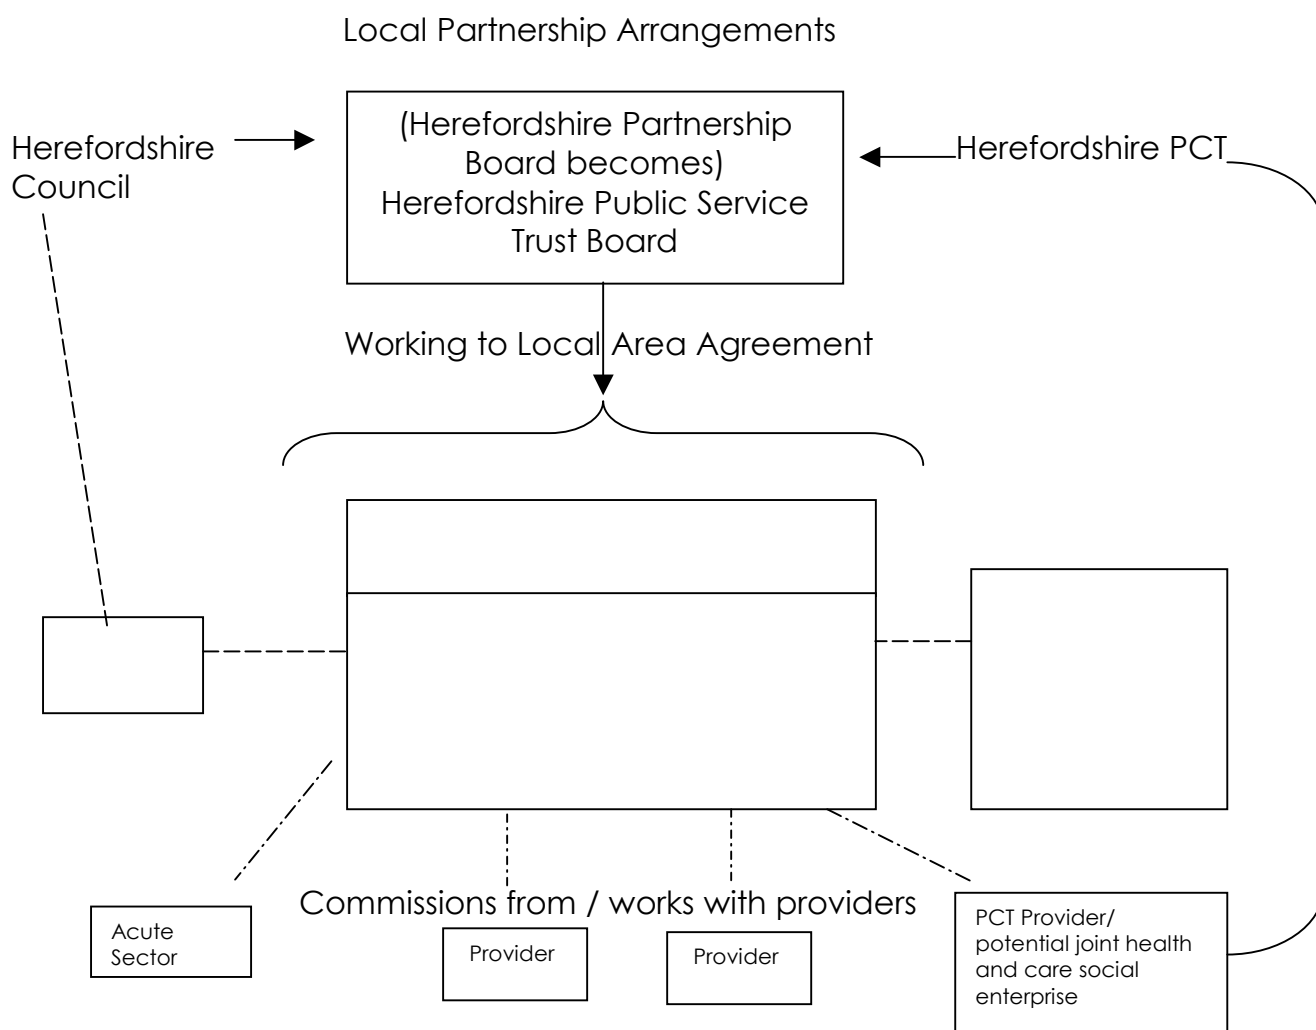 Local Partnership Arrangements
(Herefordshire Partnership
Board becomes)
Herefordshire Public Service
Trust Board
Herefordshire
Council
Herefordshire PCT
Working to Local Area Agreement
Commissions from / works with providers
Acute
Sector
Provider
Provider
PCT Provider/
potential joint health
and care social
enterprise